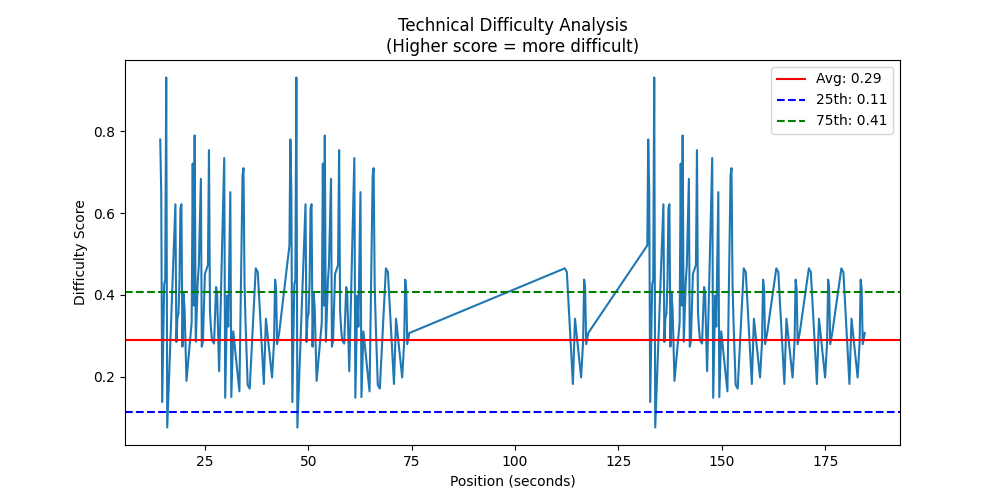 Technical Difficulty Analysis
(Higher score = more difficult)
Avg: 0.29
25th: 0.11
75th: 0.41
Difficulty Score
0.8
0.6
0.4
0.2
25
50
75
100
125
150
175
Position (seconds)